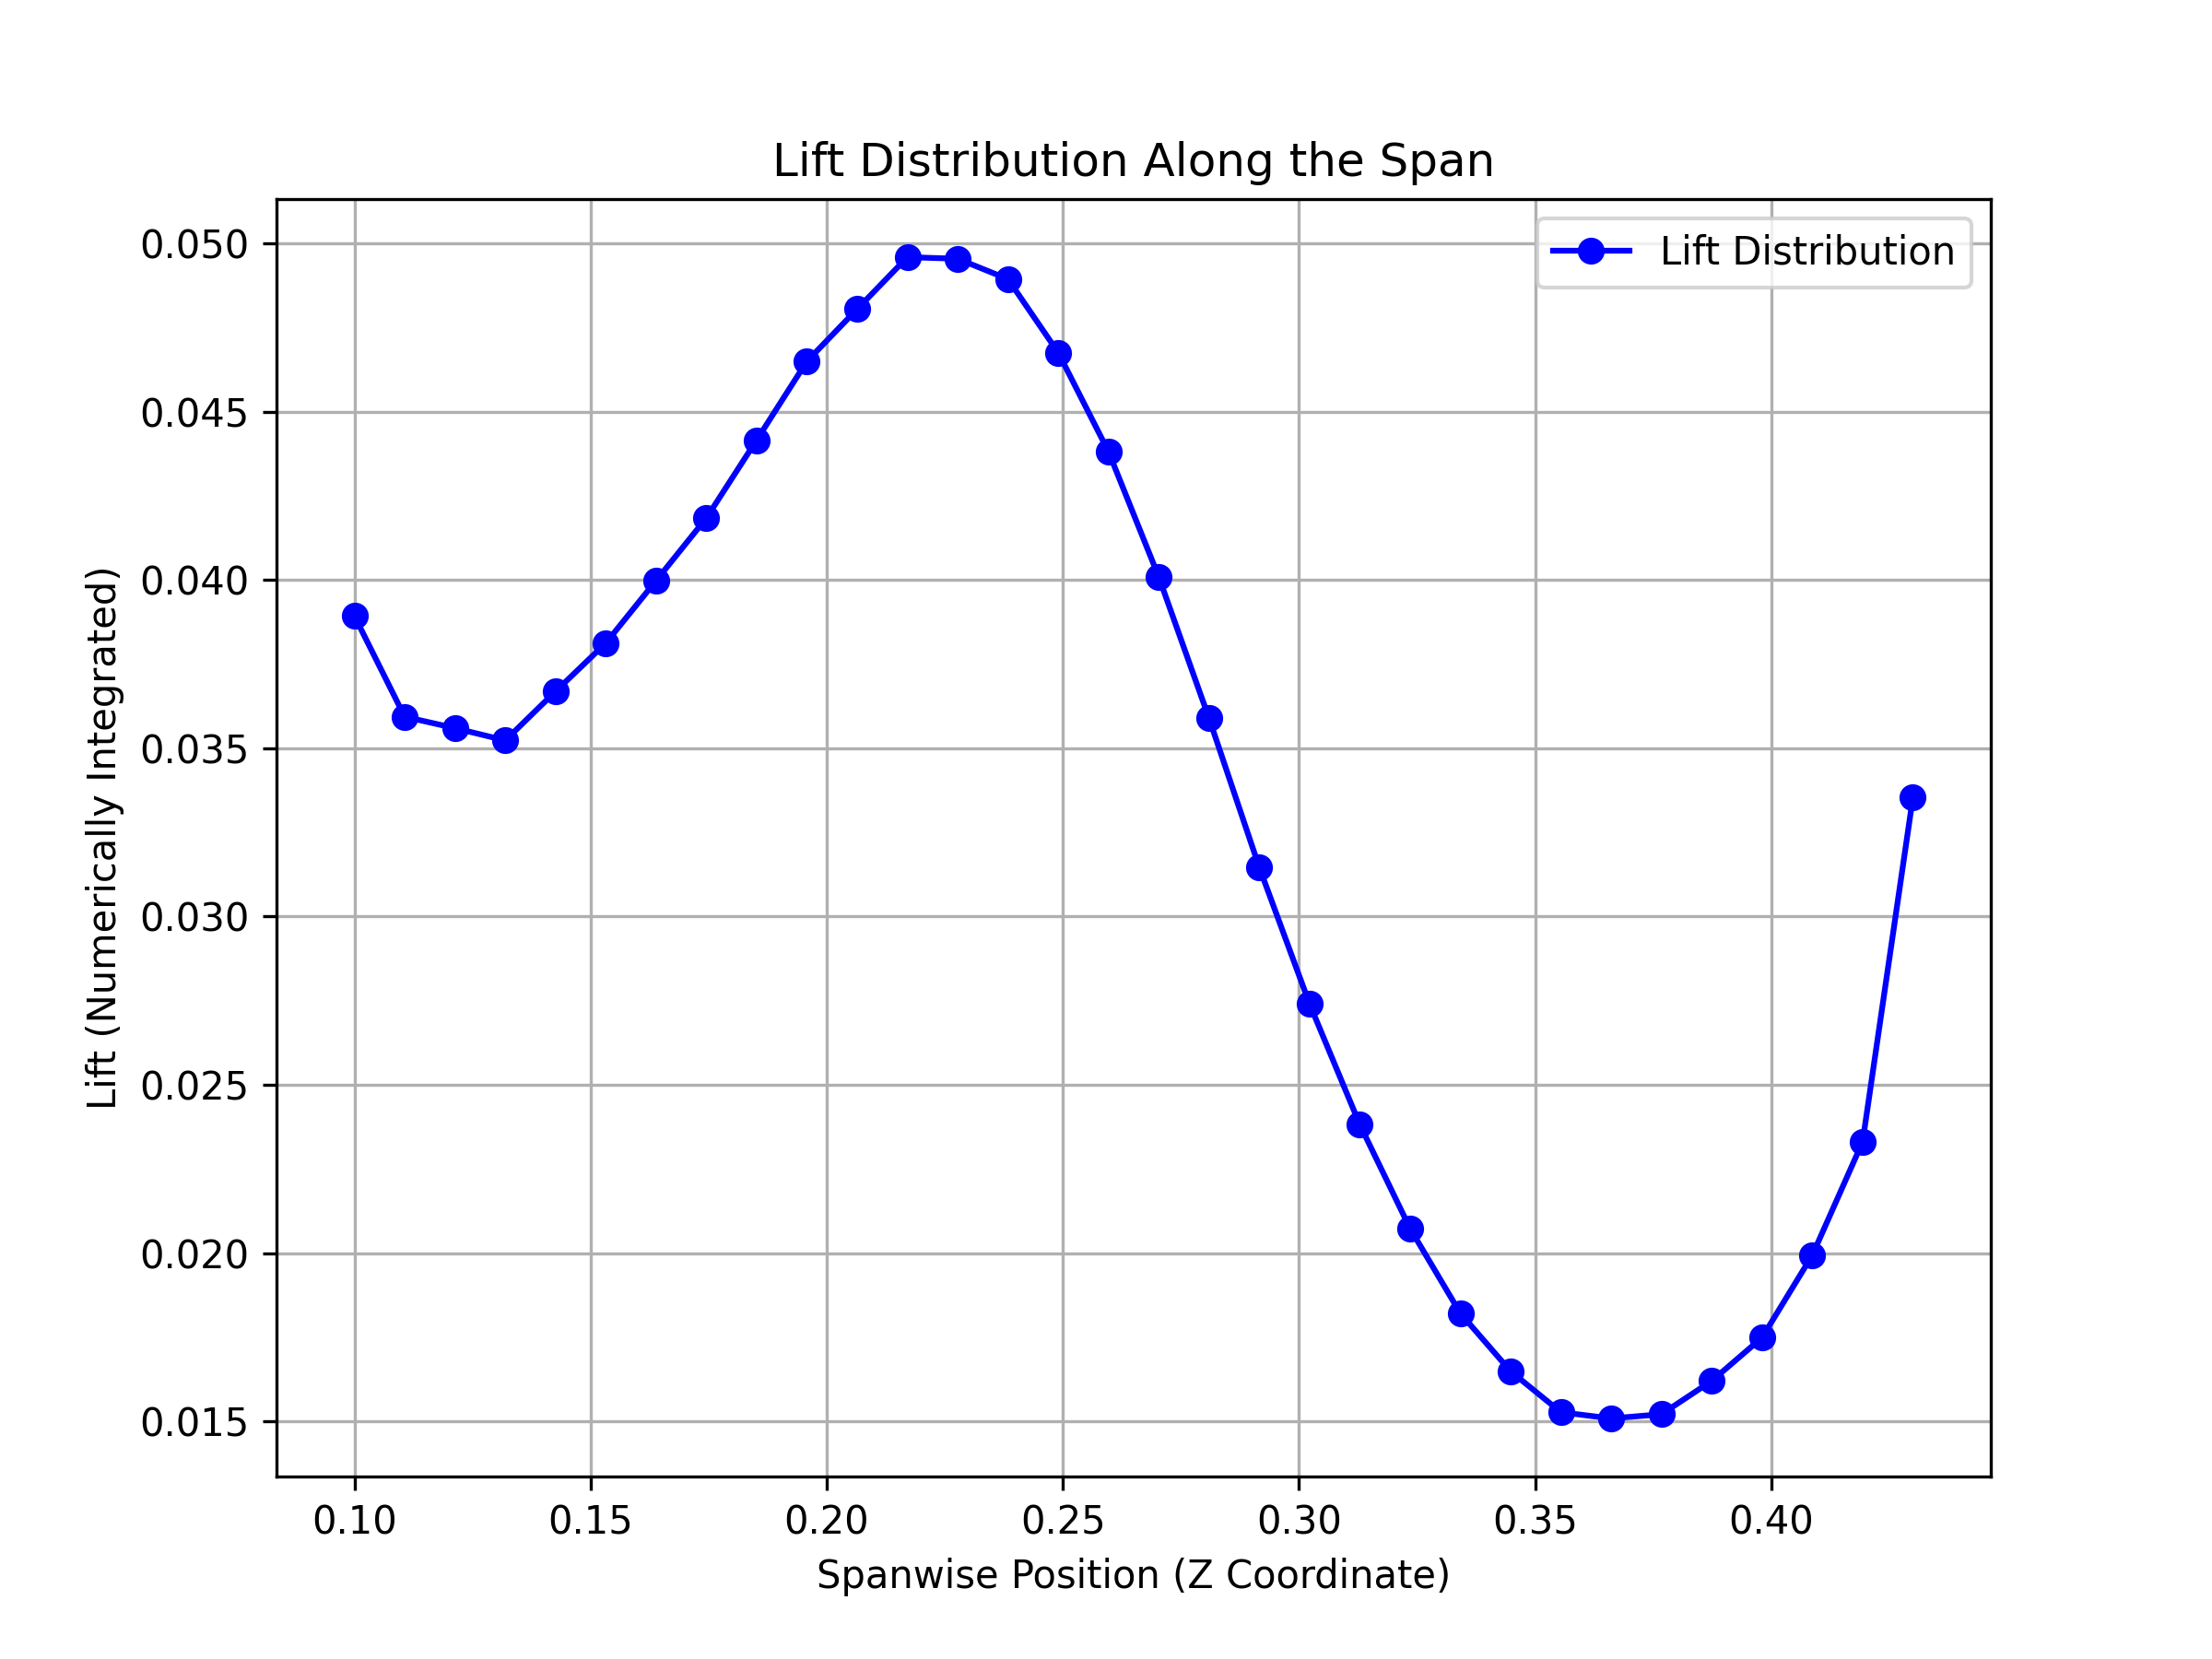 Lift Distribution Along the Span
Lift Distribution
0.050
0.045
0.040
0.035
0.030
0.025
0.020
0.015
Lift (Numerically Integrated)
0.10 0.15 0.20 0.25 0.30 0.35 0.40
Spanwise Position (Z Coordinate)